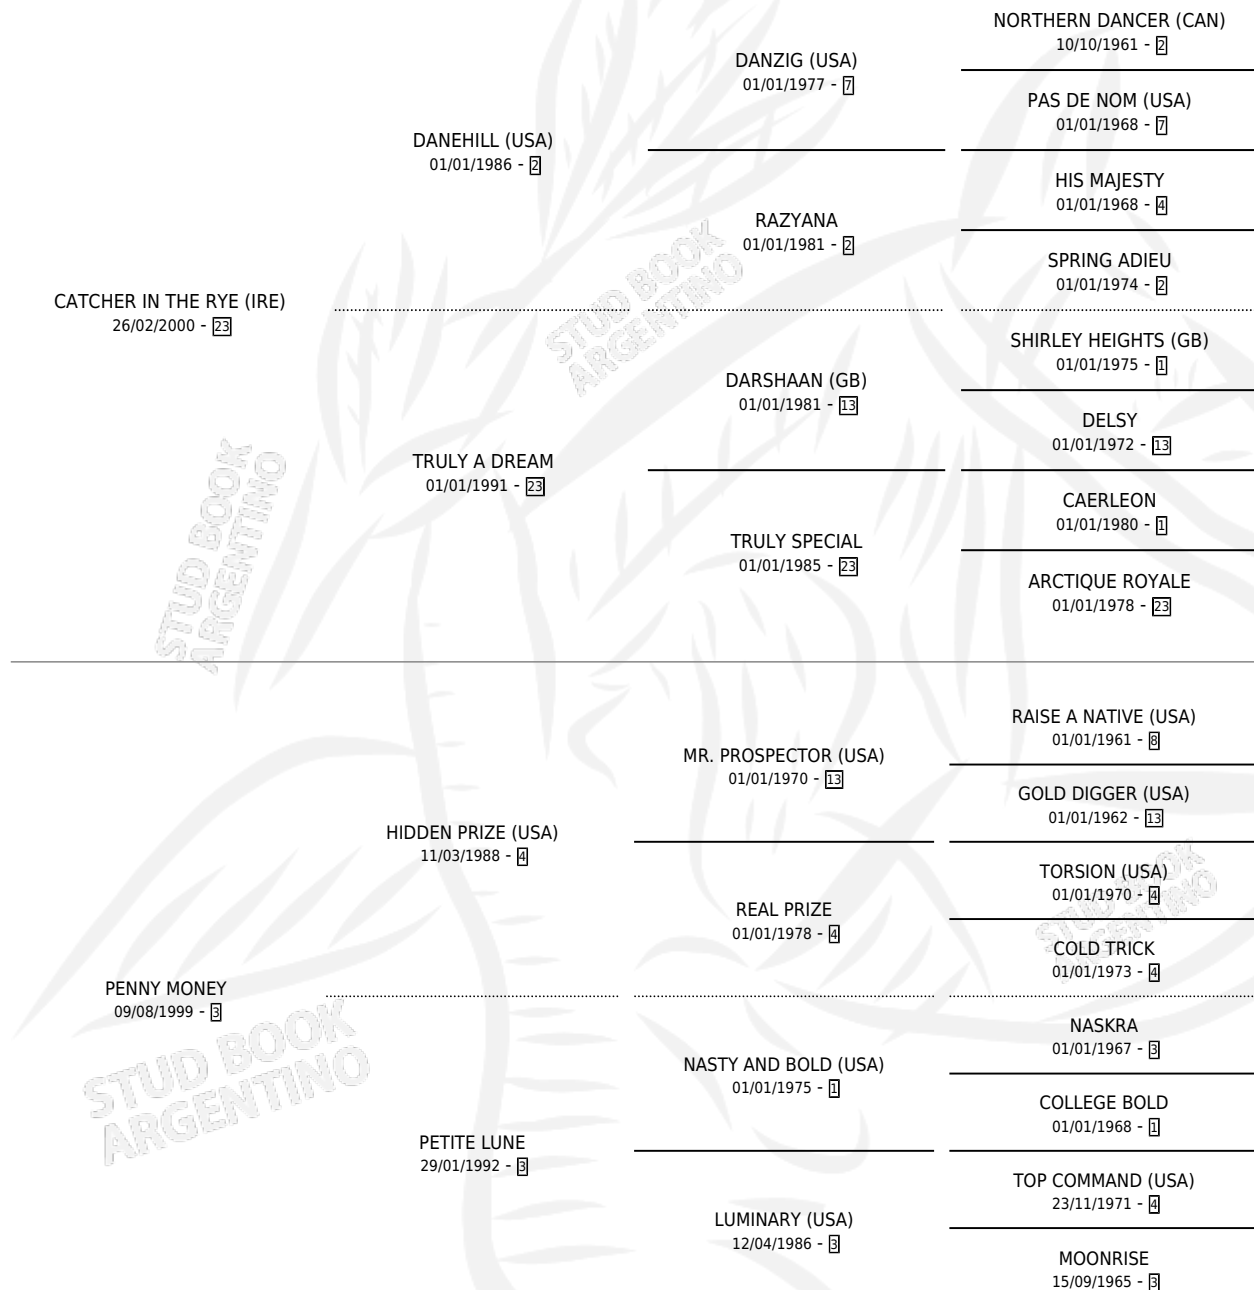 NORTHERN DANCER (CAN)
10/10/1961 - 2
DANZIG (USA)
01/01/1977 - 7
PAS DE NOM (USA)
01/01/1968 - 7
DANEHILL (USA)
01/01/1986 - 2
HIS MAJESTY
01/01/1968 - 4
RAZYANA
01/01/1981 - 2
SPRING ADIEU
01/01/1974 - 2
CATCHER IN THE RYE (IRE)
26/02/2000 - 23
SHIRLEY HEIGHTS (GB)
01/01/1975 - 1
DARSHAAN (GB)
01/01/1981 - 13
DELSY
01/01/1972 - 13
TRULY A DREAM
01/01/1991 - 23
CAERLEON
01/01/1980 - 1
TRULY SPECIAL
01/01/1985 - 23
ARCTIQUE ROYALE
01/01/1978 - 23
STUD BOOK
ARGENTINO
STUD BOOK
ARGENTINO
RAISE A NATIVE (USA)
01/01/1961 - 8
MR. PROSPECTOR (USA)
01/01/1970 - 13
GOLD DIGGER (USA)
01/01/1962 - 13
HIDDEN PRIZE (USA)
11/03/1988 - 4
TORSION (USA)
01/01/1970 - 4
REAL PRIZE
01/01/1978 - 4
COLD TRICK
01/01/1973 - 4
STUD BOOK
ARGENTINO
PENNY MONEY
09/08/1999 - 3
NASKRA
01/01/1967 - 3
NASTY AND BOLD (USA)
01/01/1975 - 1
COLLEGE BOLD
01/01/1968 - 1
PETITE LUNE
29/01/1992 - 3
TOP COMMAND (USA)
23/11/1971 - 4
LUMINARY (USA)
12/04/1986 - 3
MOONRISE
15/09/1965 - 3
STUD BOOK
ARGENTINO